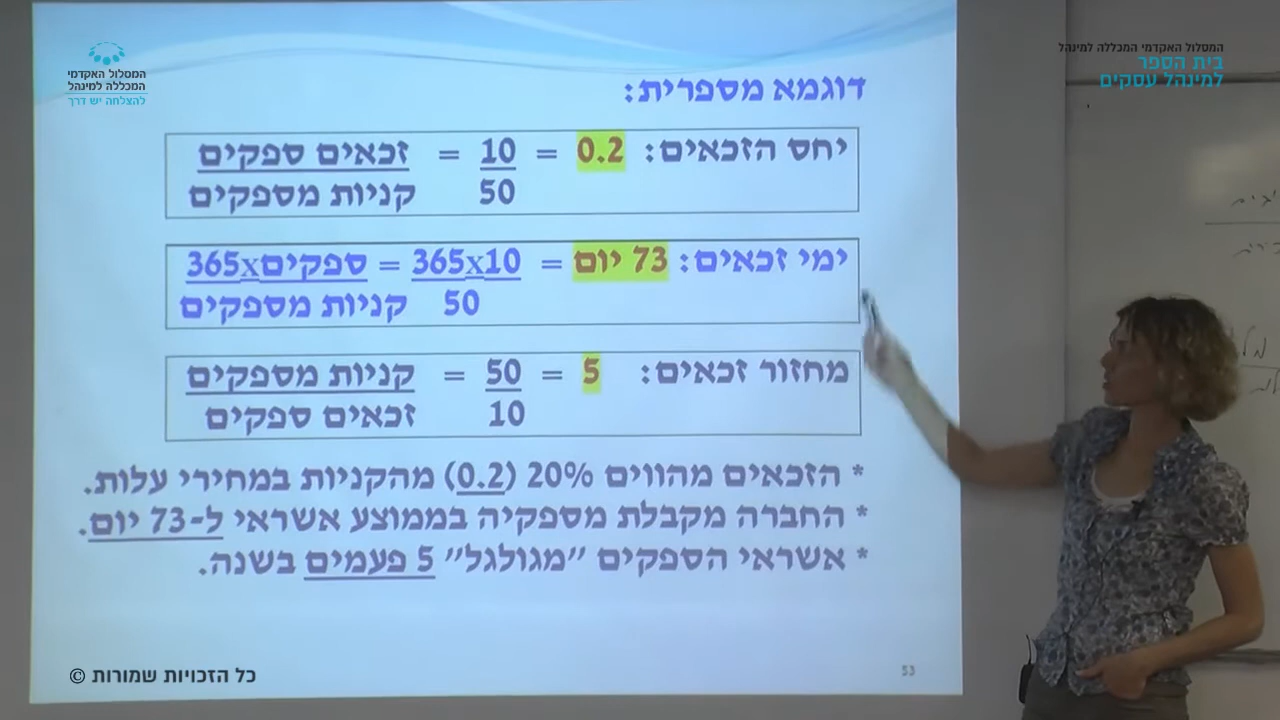 המסלול האקדמי
המכללה למינהל
להצלחה יש דרך
המסלול האקדמי המכללה למינהל
בית הספר
למינהל עסקים
דוגמא מספרית:
יחס הזכאים: 0.2 = 10 = זכאים ספקים
50 קניות מספקים
ימי זכאים: 73 יום = 365x10 = ספקיםx365
50 קניות מספקים
מחזור זכאים: 5 = 50 = קניות מספקים
10 זכאים ספקים
* הזכאים מהווים 20% (0.2) מהקניות במחירי עלות.
* החברה מקבלת מספקיה בממוצע אשראי ל-73 יום.
* אשראי הספקים "מגולגל" 5 פעמים בשנה.
כל הזכויות שמורות ©
53